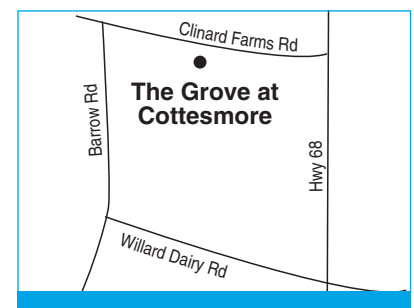 Clinard Farms Rd
The Grove at
Cottesmore
Barrow Rd
Hwy 68
Willard Dairy Rd